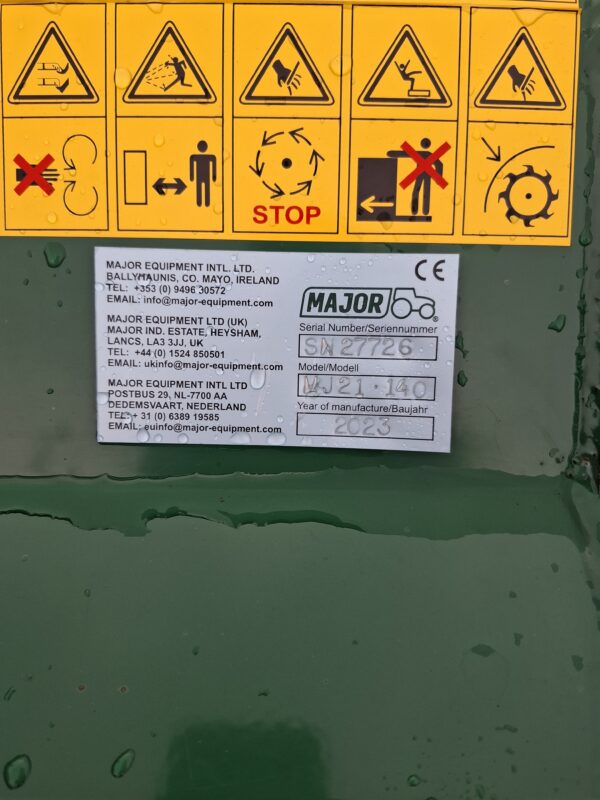 STOP
MAJOR EQUIPMENT INTL. LTD.
BALLYHAUNIS, CO. MAYO, IRELAND
TEL: +353 (0) 9496 30572
EMAIL: info@major-equipment.com
MAJOR EQUIPMENT LTD (UK)
MAJOR IND. ESTATE, HEYSHAM,
LANCS, LA3 3JJ, UK
TEL: +44 (0) 1524 850501
EMAIL: ukinfo@major-equipment.com
MAJOR EQUIPMENT INTL LTD
POSTBUS 29, NL-7700 AA
DEDEMSVAART, NEDERLAND
TEL: + 31 (0) 6389 19585
EMAIL: euinfo@major-equipment.com
CE
MAJOR ®
Serial Number/Seriennummer
SN27726
Model/Modell
MJ21-140
Year of manufacture/Baujahr
2023